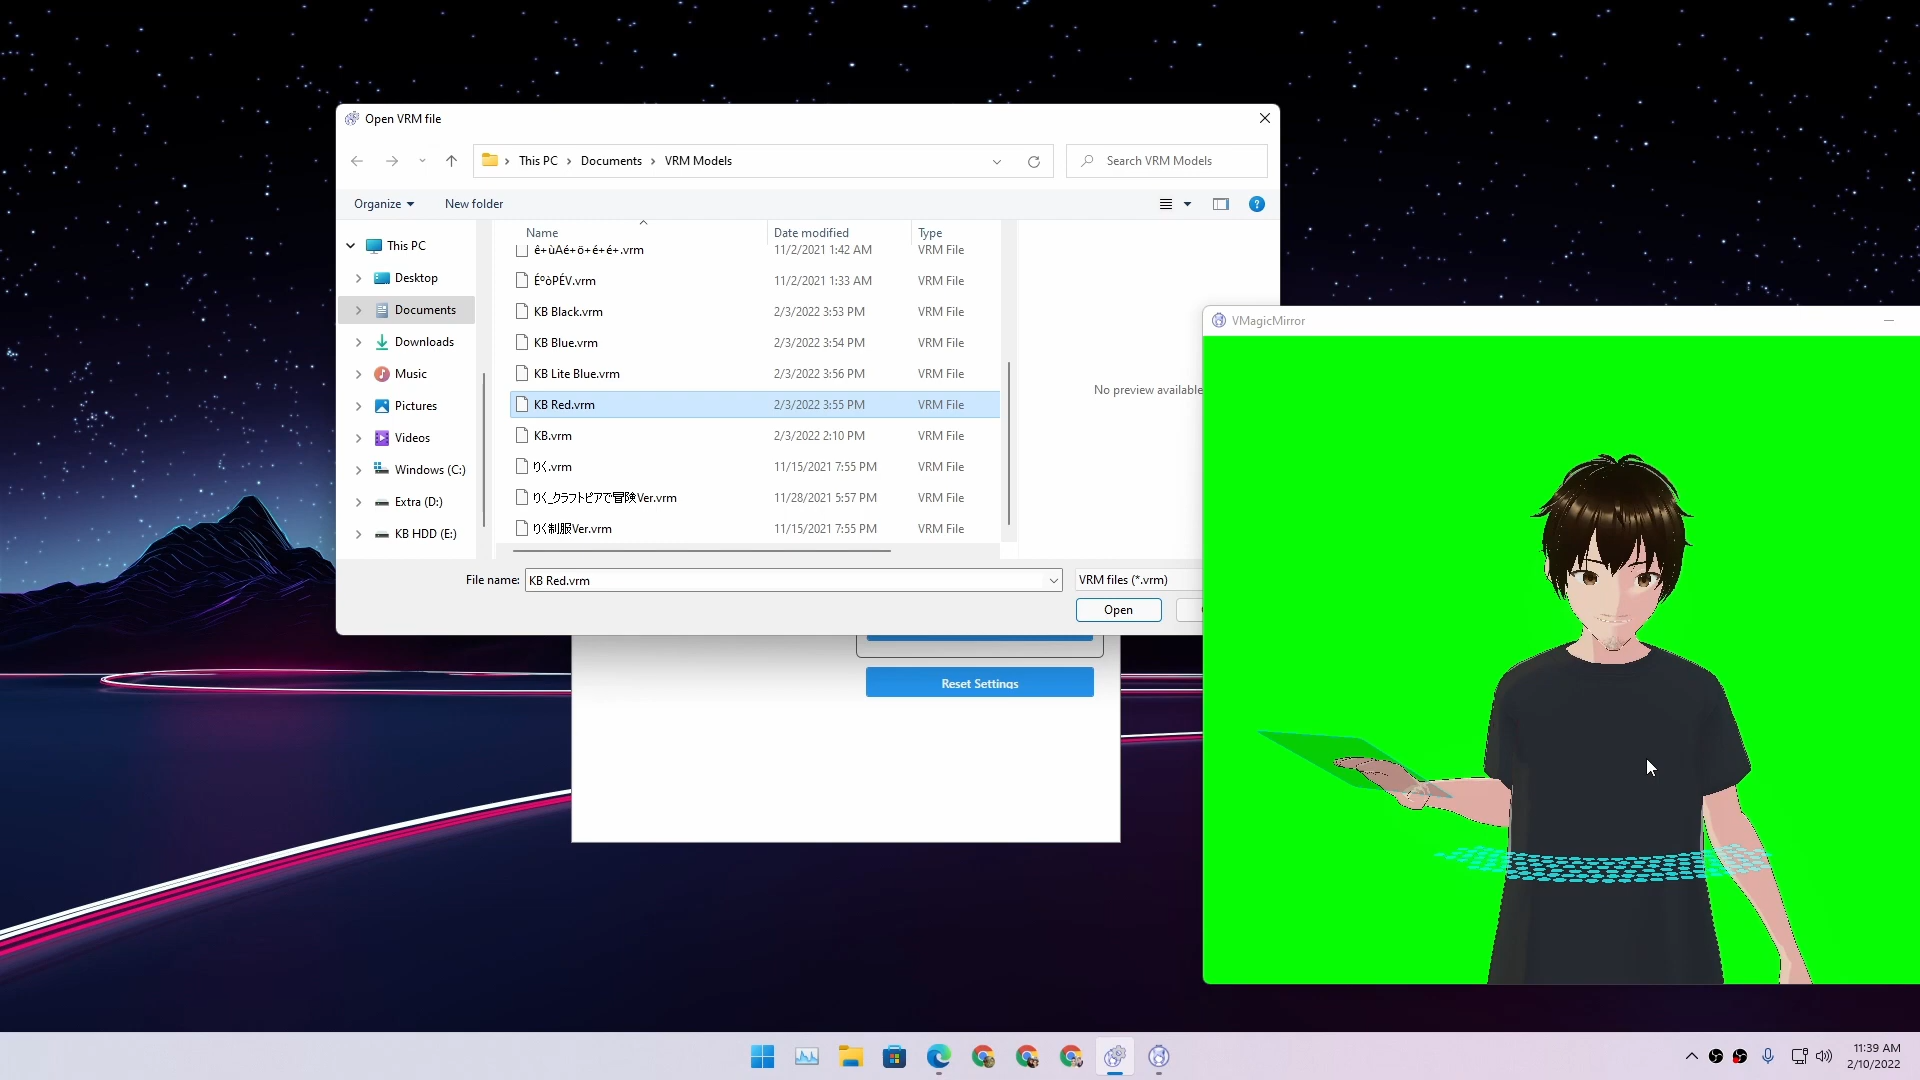 Open VRM file
This PC
Documents
VRM Models
Search VRM Models
Organize
New folder
This PC
Desktop
Documents
Downloads
Music
Pictures
Videos
Windows (C:)
Extra (D:)
KB HDD (E:)
Name Date modified Type
ê+ùAé+ö+é+é+.vrm 11/2/2021 1:42 AM VRM File
ÉºòPÉV.vrm 11/2/2021 1:33 AM VRM File
KB Black.vrm 2/3/2022 3:53 PM VRM File
KB Blue.vrm 2/3/2022 3:54 PM VRM File
KB Lite Blue.vrm 2/3/2022 3:56 PM VRM File
KB Red.vrm 2/3/2022 3:55 PM VRM File
KB.vrm 2/3/2022 2:10 PM VRM File
りく.vrm 11/15/2021 7:55 PM VRM File
りく_クラフトピアで冒険Ver.vrm 11/28/2021 5:57 PM VRM File
りく制服Ver.vrm 11/15/2021 7:55 PM VRM File
No preview available
File name: KB Red.vrm
VRM files (*.vrm)
Open
Reset Settings
VMagicMirror
11:39 AM
2/10/2022